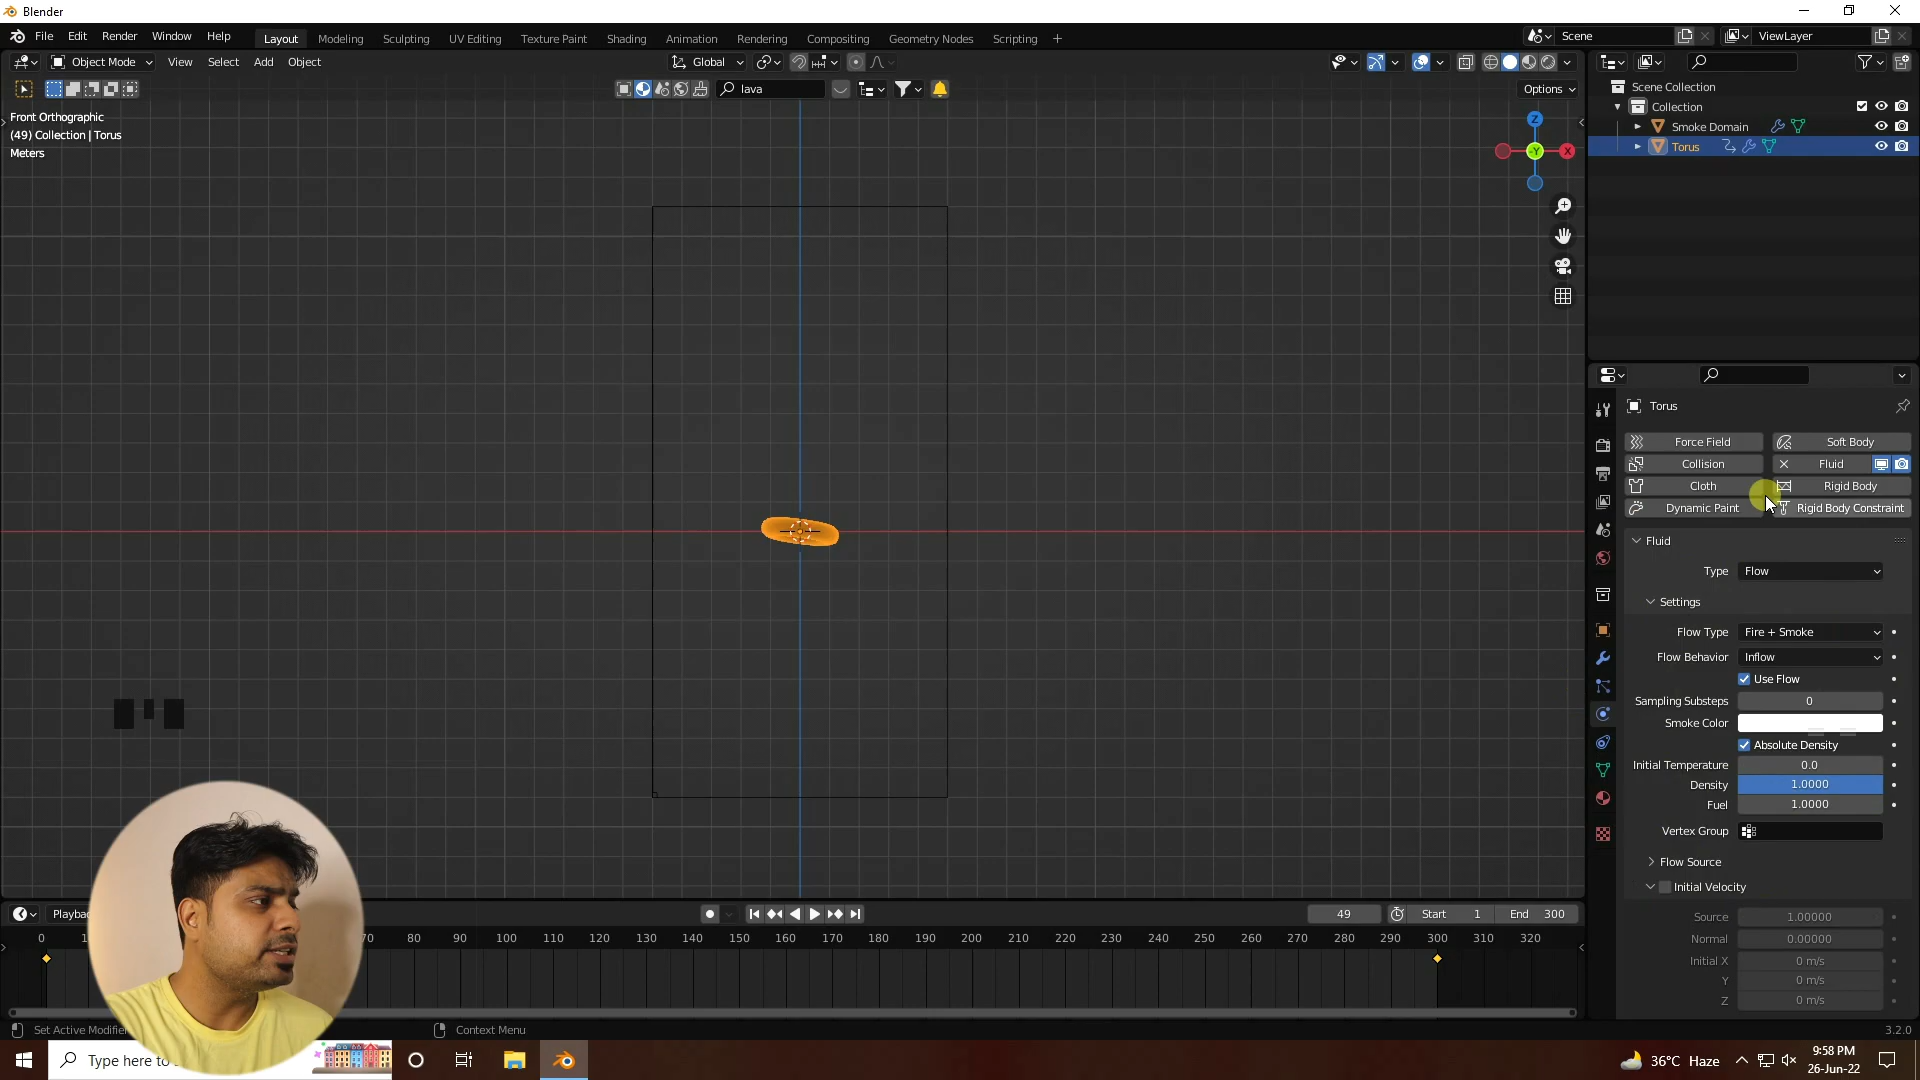 Blender
File Edit Render Window Help
Layout Modeling Sculpting UV Editing Texture Paint Shading Animation Rendering Compositing Geometry Nodes Scripting +
Scene
ViewLayer
Object Mode View Select Add Object
Global
lava
Options
Front Orthographic
(49) Collection | Torus
Meters
Z
-Y
X
Scene Collection
Collection
Smoke Domain
Torus
Torus
Force Field
Soft Body
Collision
Fluid
Cloth
Rigid Body
Dynamic Paint
Rigid Body Constraint
Fluid
Type Flow
Settings
Flow Type Fire + Smoke
Flow Behavior Inflow
Use Flow
Sampling Substeps 0
Smoke Color
Absolute Density
Initial Temperature 0.0
Density 1.0000
Fuel 1.0000
Vertex Group
Flow Source
Initial Velocity
Source 1.00000
Normal 0.00000
Initial X 0 m/s
Y 0 m/s
Z 0 m/s
49
Start 1
End 300
0 70 80 90 100 110 120 130 140 150 160 170 180 190 200 210 220 230 240 250 260 270 280 290 300 310 320
Set Active
Context Menu
3.2.0
Type here
36°C Haze
9:58 PM
26-Jun-22